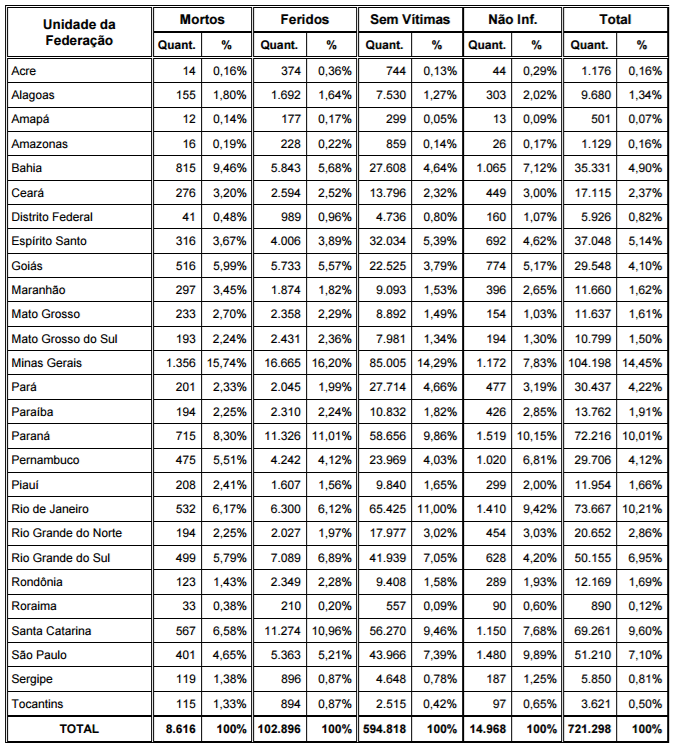 Unidade da Federação Mortos Feridos Sem Vítimas Não Inf. Total
Quant. % Quant. % Quant. % Quant. % Quant. %
Acre 14 0,16% 374 0,36% 744 0,13% 44 0,29% 1.176 0,16%
Alagoas 155 1,80% 1.692 1,64% 7.530 1,27% 303 2,02% 9.680 1,34%
Amapá 12 0,14% 177 0,17% 299 0,05% 13 0,09% 501 0,07%
Amazonas 16 0,19% 228 0,22% 859 0,14% 26 0,17% 1.129 0,16%
Bahia 815 9,46% 5.843 5,68% 27.608 4,64% 1.065 7,12% 35.331 4,90%
Ceará 276 3,20% 2.594 2,52% 13.796 2,32% 449 3,00% 17.115 2,37%
Distrito Federal 41 0,48% 989 0,96% 4.736 0,80% 160 1,07% 5.926 0,82%
Espírito Santo 316 3,67% 4.006 3,89% 32.034 5,39% 692 4,62% 37.048 5,14%
Goiás 516 5,99% 5.733 5,57% 22.525 3,79% 774 5,17% 29.548 4,10%
Maranhão 297 3,45% 1.874 1,82% 9.093 1,53% 396 2,65% 11.660 1,62%
Mato Grosso 233 2,70% 2.358 2,29% 8.892 1,49% 154 1,03% 11.637 1,61%
Mato Grosso do Sul 193 2,24% 2.431 2,36% 7.981 1,34% 194 1,30% 10.799 1,50%
Minas Gerais 1.356 15,74% 16.665 16,20% 85.005 14,29% 1.172 7,83% 104.198 14,45%
Pará 201 2,33% 2.045 1,99% 27.714 4,66% 477 3,19% 30.437 4,22%
Paraíba 194 2,25% 2.310 2,24% 10.832 1,82% 426 2,85% 13.762 1,91%
Paraná 715 8,30% 11.326 11,01% 58.656 9,86% 1.519 10,15% 72.216 10,01%
Pernambuco 475 5,51% 4.242 4,12% 23.969 4,03% 1.020 6,81% 29.706 4,12%
Piauí 208 2,41% 1.607 1,56% 9.840 1,65% 299 2,00% 11.954 1,66%
Rio de Janeiro 532 6,17% 6.300 6,12% 65.425 11,00% 1.410 9,42% 73.667 10,21%
Rio Grande do Norte 194 2,25% 2.027 1,97% 17.977 3,02% 454 3,03% 20.652 2,86%
Rio Grande do Sul 499 5,79% 7.089 6,89% 41.939 7,05% 628 4,20% 50.155 6,95%
Rondônia 123 1,43% 2.349 2,28% 9.408 1,58% 289 1,93% 12.169 1,69%
Roraima 33 0,38% 210 0,20% 557 0,09% 90 0,60% 890 0,12%
Santa Catarina 567 6,58% 11.274 10,96% 56.270 9,46% 1.150 7,68% 69.261 9,60%
São Paulo 401 4,65% 5.363 5,21% 43.966 7,39% 1.480 9,89% 51.210 7,10%
Sergipe 119 1,38% 896 0,87% 4.648 0,78% 187 1,25% 5.850 0,81%
Tocantins 115 1,33% 894 0,87% 2.515 0,42% 97 0,65% 3.621 0,50%
TOTAL 8.616 100% 102.896 100% 594.818 100% 14.968 100% 721.298 100%